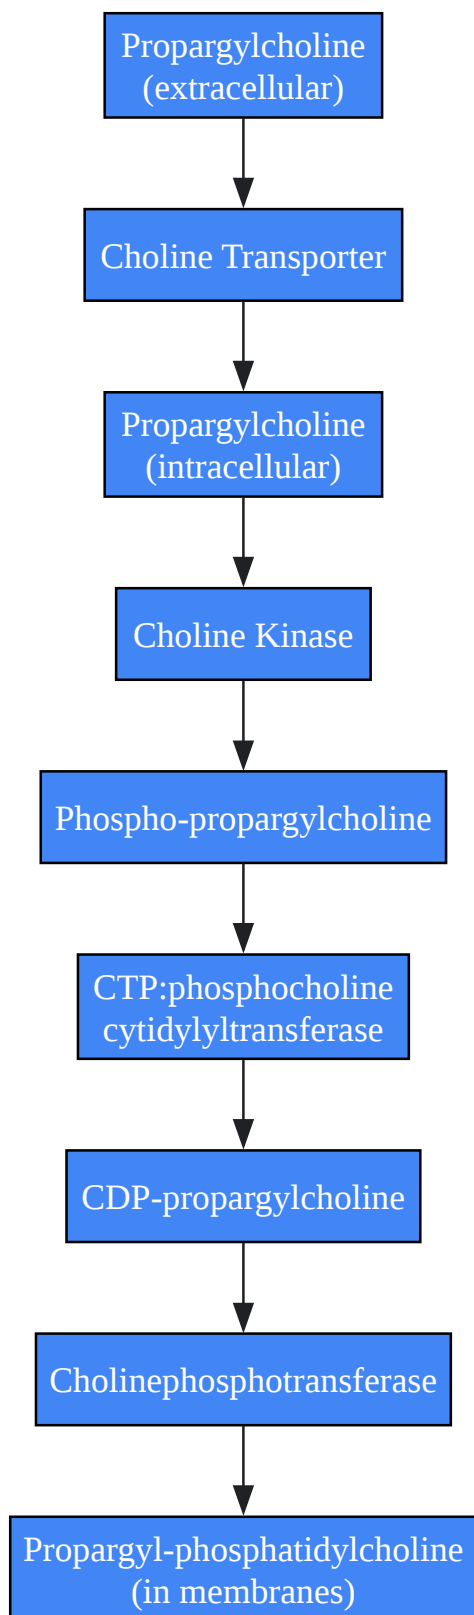 Propargylcholine
(extracellular)
Choline Transporter
Propargylcholine
(intracellular)
Choline Kinase
Phospho-propargylcholine
CTP:phosphocholine
cytidylyltransferase
CDP-propargylcholine
Cholinephosphotransferase
Propargyl-phosphatidylcholine
(in membranes)